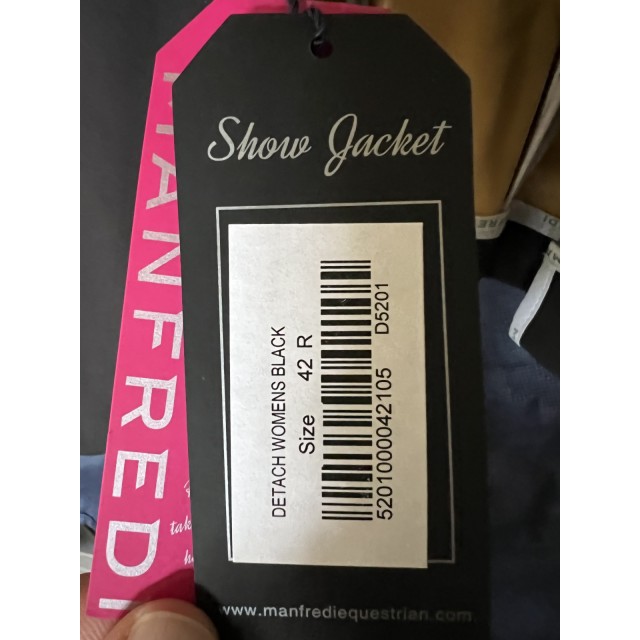 Show Jacket
DETACH WOMENS BLACK
Size 42 R
5201000042105 D5201
www.manfrediequestrian.com
MANFREDI